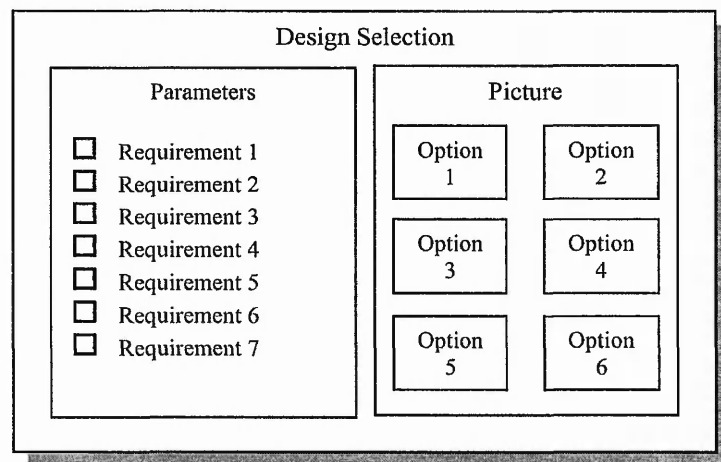 Design Selection
Parameters
Requirement 1
Requirement 2
Requirement 3
Requirement 4
Requirement 5
Requirement 6
Requirement 7
Picture
Option
1
Option
2
Option
3
Option
4
Option
5
Option
6